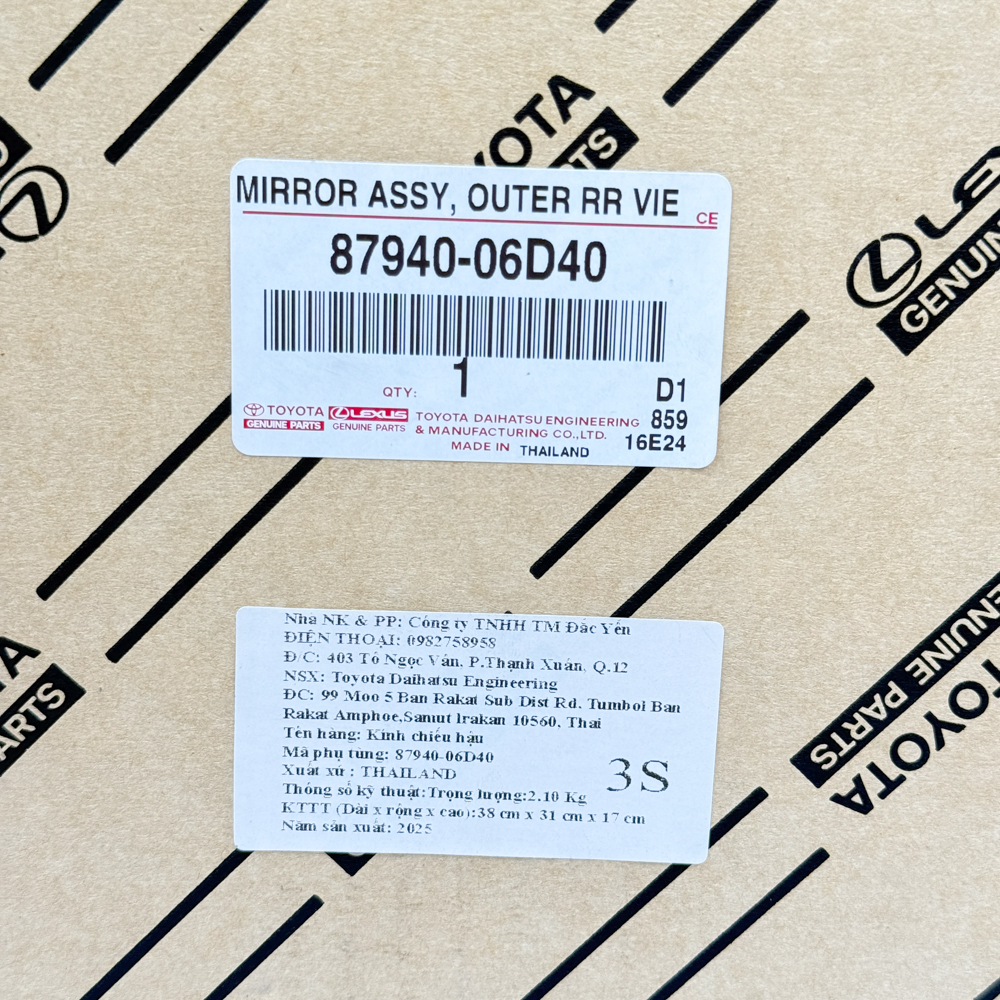 TOYOTA
PARTS
LEXUS
GENUINE
MIRROR ASSY, OUTER RR VIE
CE
87940-06D40
QTY: 1
D1
TOYOTA
GENUINE PARTS
LEXUS
GENUINE PARTS
TOYOTA DAIHATSU ENGINEERING
& MANUFACTURING CO.,LTD.
MADE IN THAILAND
859
16E24
Nhà NK & PP: Công ty TNHH TM Đắc Yến
ĐIỆN THOẠI: 0982758958
Đ/C: 403 Tô Ngọc Vân, P.Thạnh Xuân, Q.12
NSX: Toyota Daihatsu Engineering
ĐC: 99 Moo 5 Ban Rakat Sub Dist Rd. Tumbol Ban
Rakat Amphoe,Samut lrakan 10560, Thai
Tên hàng: Kính chiếu hậu
Mã phụ tùng: 87940-06D40
Xuất xứ : THAILAND
Thông số kỹ thuật:Trọng lượng:2.10 Kg
KTTT (Dài x rộng x cao):38 cm x 31 cm x 17 cm
Năm sản xuất: 2025
3S
GENUINE PARTS
TOYOTA
PARTS